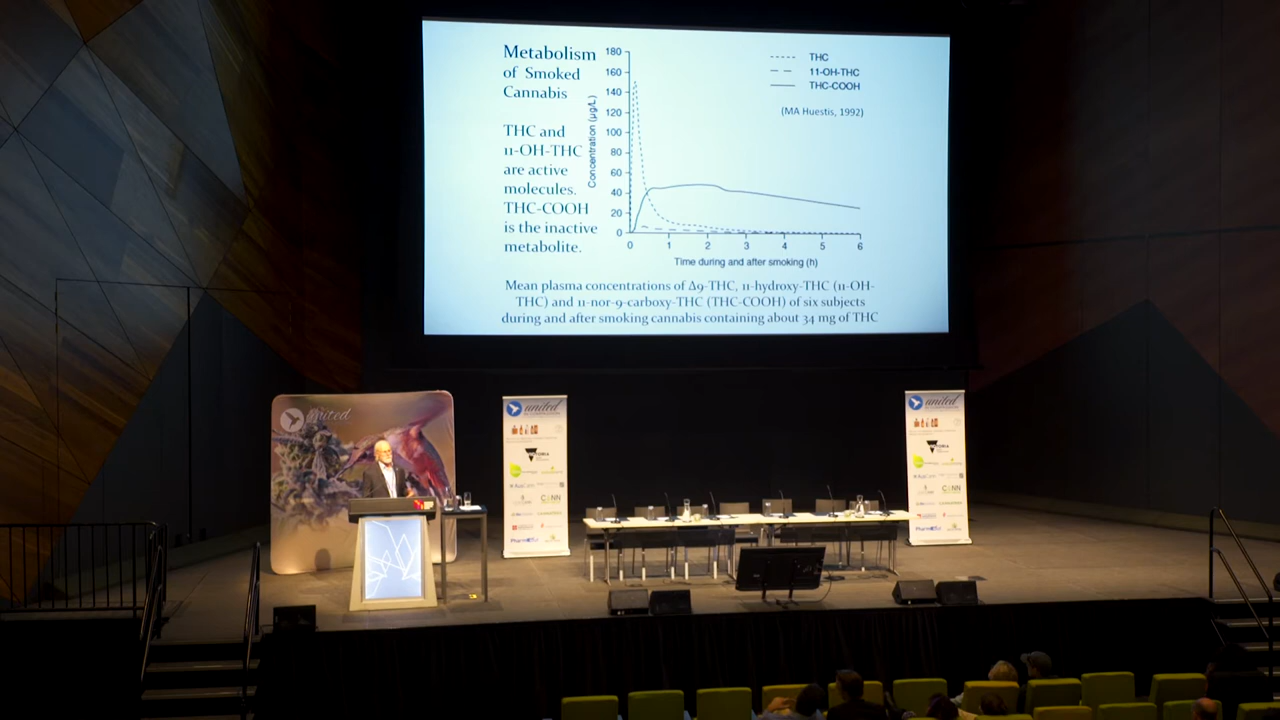 Metabolism
of Smoked
Cannabis
THC and
11-OH-THC
are active
molecules.
THC-COOH
is the inactive
metabolite.
180
160
140
120
100
80
60
40
20
0
Concentration (µg/L)
0 1 2 3 4 5 6
Time during and after smoking (h)
THC
11-OH-THC
THC-COOH
(MA Huestis, 1992)
Mean plasma concentrations of Δ9-THC, 11-hydroxy-THC (11-OH-
THC) and 11-nor-9-carboxy-THC (THC-COOH) of six subjects
during and after smoking cannabis containing about 34 mg of THC
united
united
CANN
united
CANN